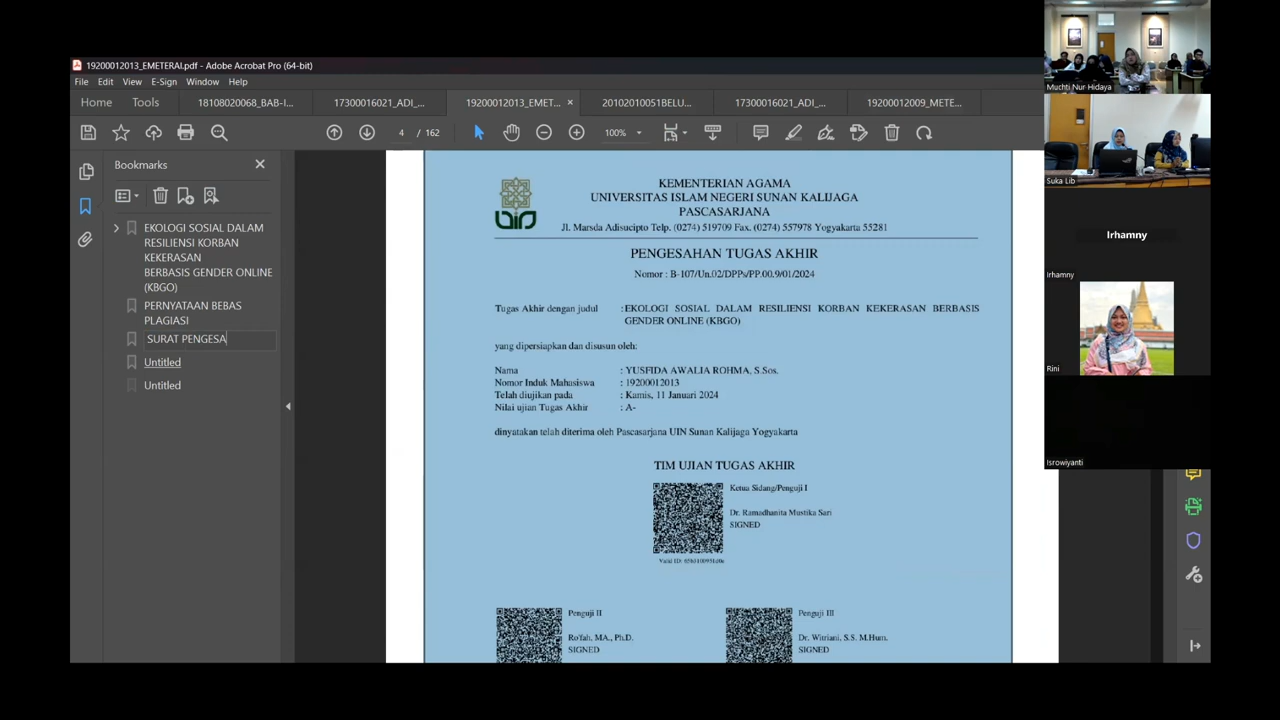 19200012013_EMETERAI.pdf - Adobe Acrobat Pro (64-bit)
File Edit View E-Sign Window Help
Home Tools 18108020068_BAB-I... 17300016021_ADI_... 19200012013_EMET... 20102010051BELU... 17300016021_ADI_... 19200012009_METE...
4 / 162 100%
Bookmarks
EKOLOGI SOSIAL DALAM
RESILIENSI KORBAN
KEKERASAN
BERBASIS GENDER ONLINE
(KBGO)
PERNYATAAN BEBAS
PLAGIASI
SURAT PENGESA
Untitled
Untitled
KEMENTERIAN AGAMA
UNIVERSITAS ISLAM NEGERI SUNAN KALIJAGA
PASCASARJANA
Jl. Marsda Adisucipto Telp. (0274) 519709 Fax. (0274) 557978 Yogyakarta 55281
PENGESAHAN TUGAS AKHIR
Nomor : B-107/Un.02/DPPs/PP.00.9/01/2024
Tugas Akhir dengan judul : EKOLOGI SOSIAL DALAM RESILIENSI KORBAN KEKERASAN BERBASIS
GENDER ONLINE (KBGO)
yang dipersiapkan dan disusun oleh:
Nama : YUSFIDA AWALIA ROHMA, S.Sos.
Nomor Induk Mahasiswa : 19200012013
Telah diujikan pada : Kamis, 11 Januari 2024
Nilai ujian Tugas Akhir : A-
dinyatakan telah diterima oleh Pascasarjana UIN Sunan Kalijaga Yogyakarta
TIM UJIAN TUGAS AKHIR
Ketua Sidang/Penguji I
Dr. Ramadhanita Mustika Sari
SIGNED
Valid ID:
Penguji II
Ro'fah, MA., Ph.D.
SIGNED
Penguji III
Dr. Witriani, S.S. M.Hum.
SIGNED
Muchti Nur Hidaya
Suka Lib
Irhamny
Irhamny
Rini
Isrowiyanti